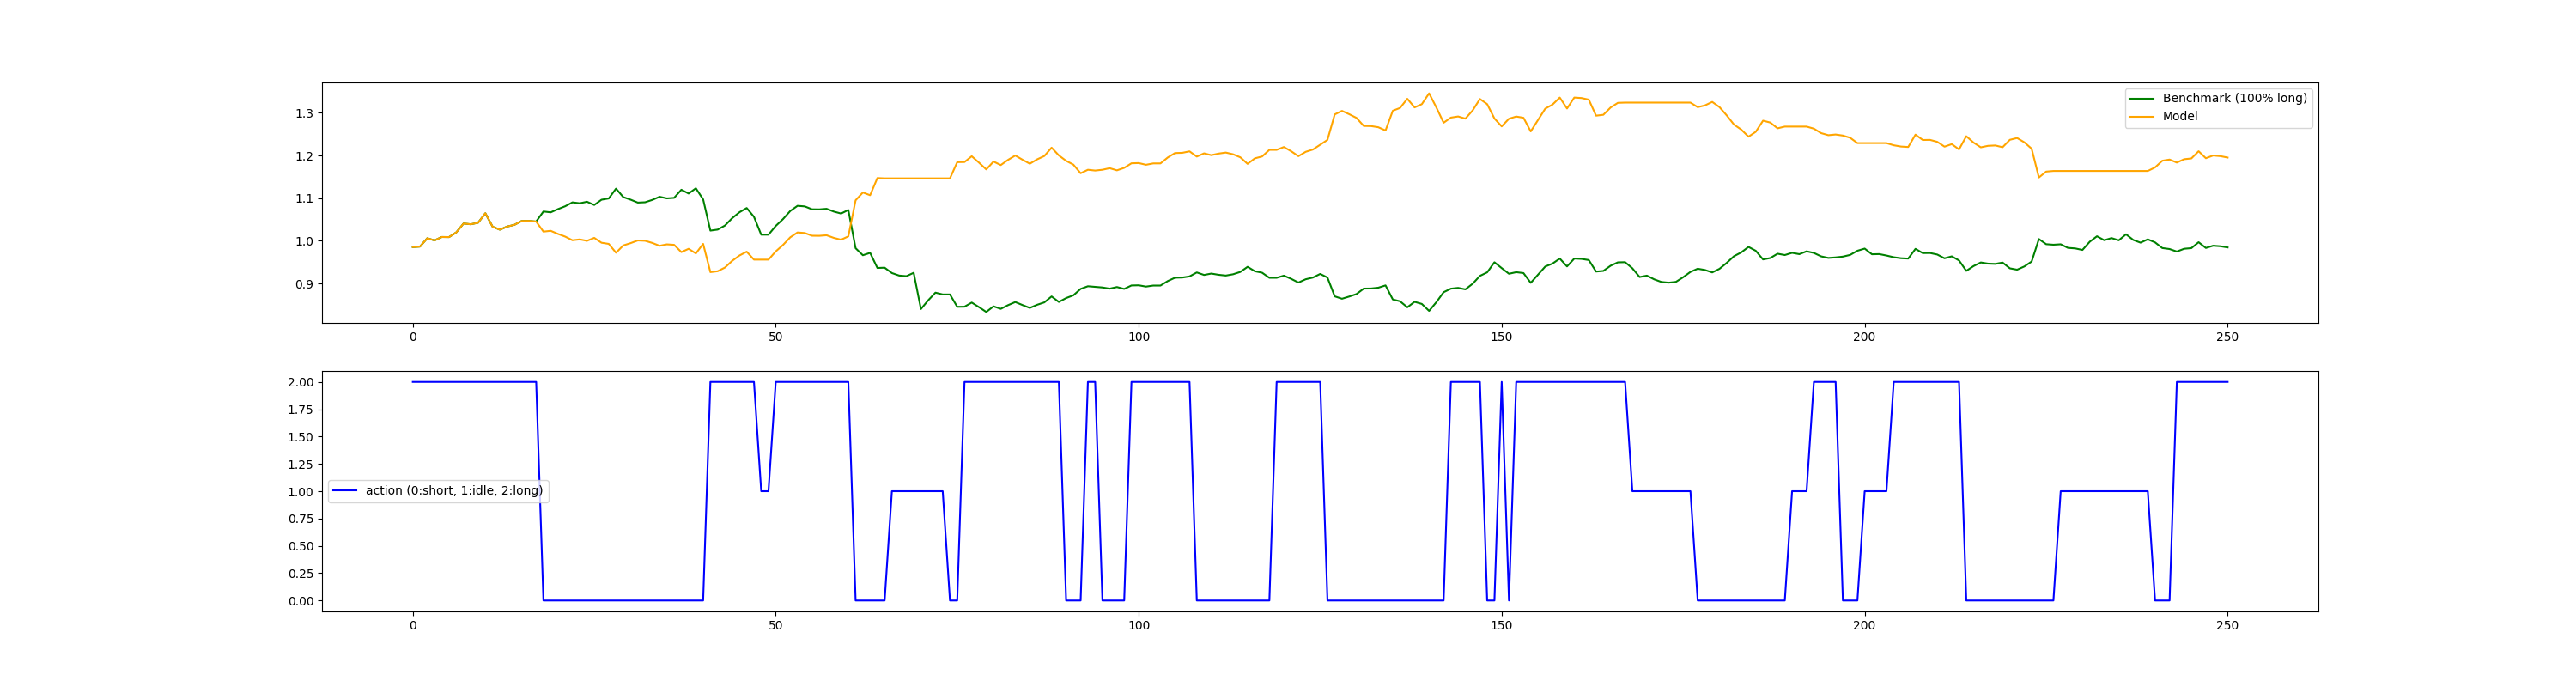 1.3
1.2
1.1
1.0
0.9
Benchmark (100% long)
Model
0 50 100 150 200 250
2.00
1.75
1.50
1.25
1.00
0.75
0.50
0.25
0.00
action (0:short, 1:idle, 2:long)
0 50 100 150 200 250